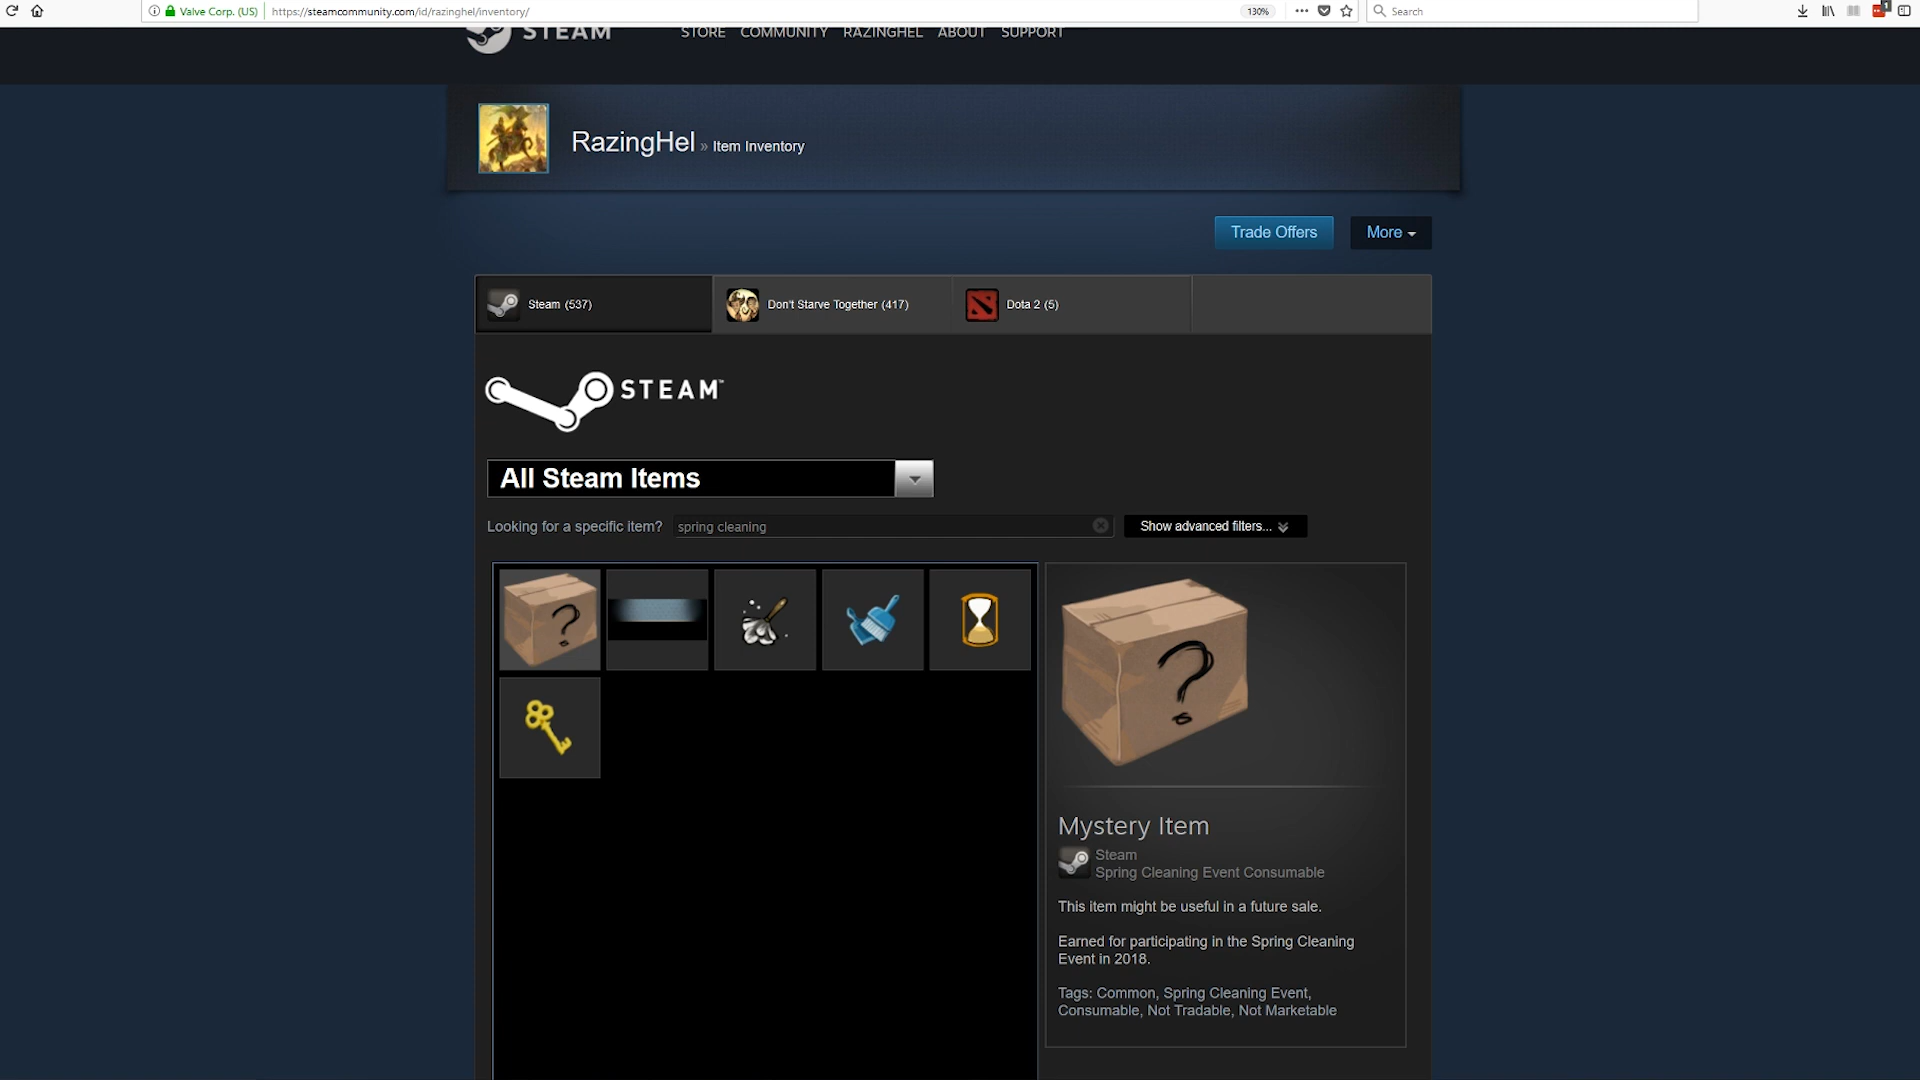 Valve Corp. (US)
https://steamcommunity.com/id/razinghel/inventory/
130%
Search
1
STEAM
STORE COMMUNITY RAZINGHEL ABOUT SUPPORT
RazingHel » Item Inventory
Trade Offers
More
Steam (537)
Don't Starve Together (417)
Dota 2 (5)
STEAM™
All Steam Items
Looking for a specific item?
spring cleaning
Show advanced filters...
?
?
Mystery Item
Steam
Spring Cleaning Event Consumable
This item might be useful in a future sale.
Earned for participating in the Spring Cleaning
Event in 2018.
Tags: Common, Spring Cleaning Event,
Consumable, Not Tradable, Not Marketable